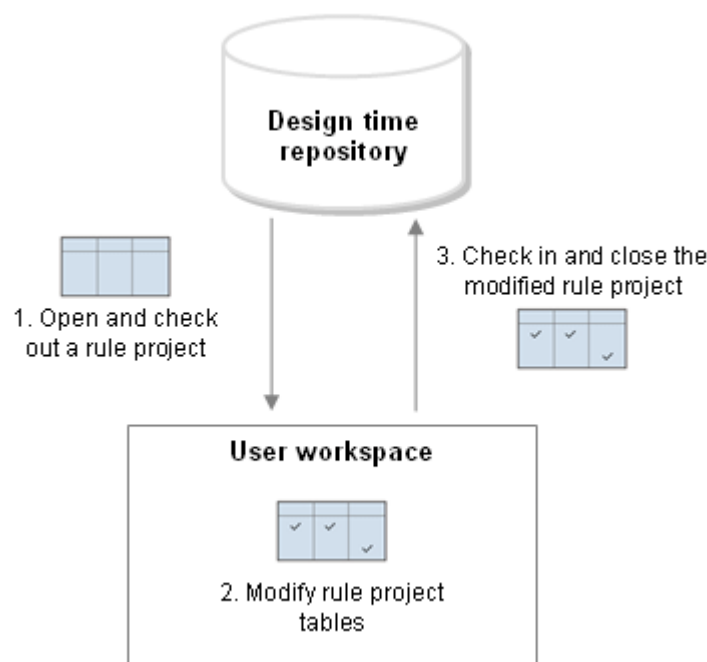 Design time
repository
1. Open and check
out a rule project
3. Check in and close the
modified rule project
User workspace
2. Modify rule project
tables